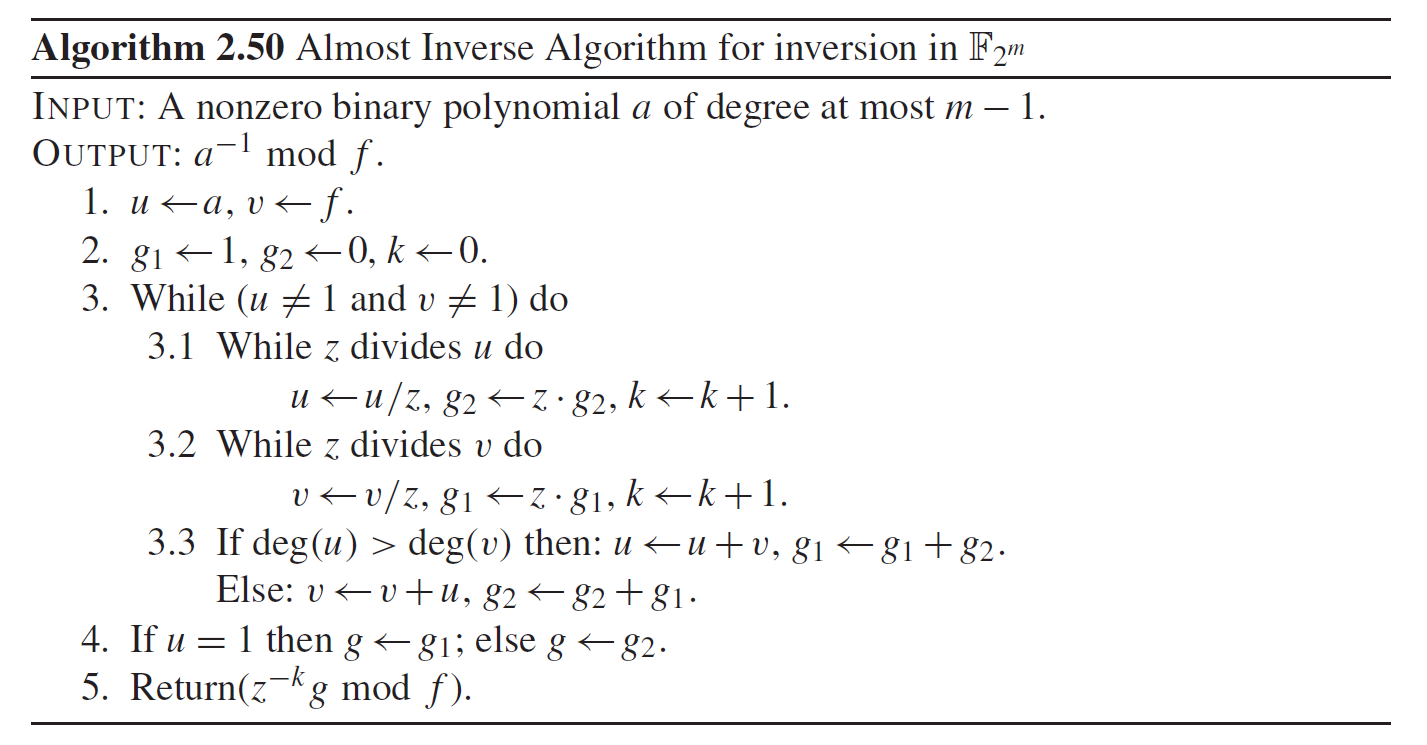 Algorithm 2.50 Almost Inverse Algorithm for inversion in 𝔽₂ᵐ
INPUT: A nonzero binary polynomial a of degree at most m − 1.
OUTPUT: a⁻¹ mod f.
1. u ← a, v ← f.
2. g₁ ← 1, g₂ ← 0, k ← 0.
3. While (u ≠ 1 and v ≠ 1) do
3.1 While z divides u do
u ← u/z, g₂ ← z · g₂, k ← k + 1.
3.2 While z divides v do
v ← v/z, g₁ ← z · g₁, k ← k + 1.
3.3 If deg(u) > deg(v) then: u ← u + v, g₁ ← g₁ + g₂.
Else: v ← v + u, g₂ ← g₂ + g₁.
4. If u = 1 then g ← g₁; else g ← g₂.
5. Return(z⁻ᵏg mod f).